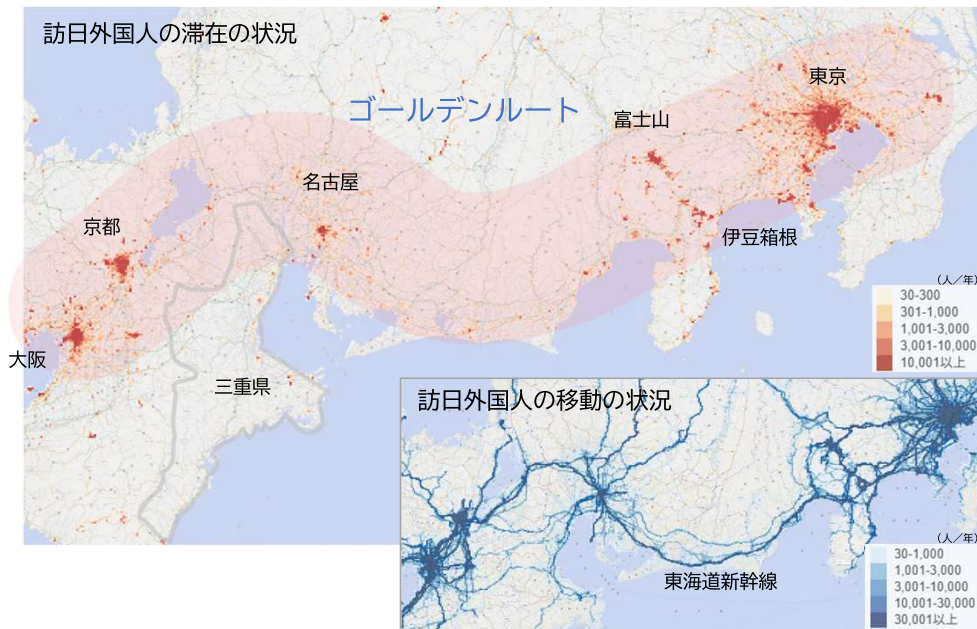 訪日外国人の滞在の状況
東京
ゴールデンルート
富士山
名古屋
京都
伊豆箱根
(人/年)
30-300
301-1,000
1,001-3,000
3,001-10,000
10,001以上
大阪
三重県
訪日外国人の移動の状況
(人/年)
30-1,000
1,001-3,000
3,001-10,000
10,001-30,000
30,001以上
東海道新幹線